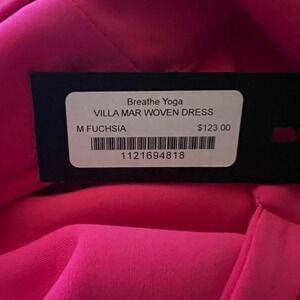 Breathe Yoga
VILLA MAR WOVEN DRESS
M FUCHSIA $123.00
1121694818